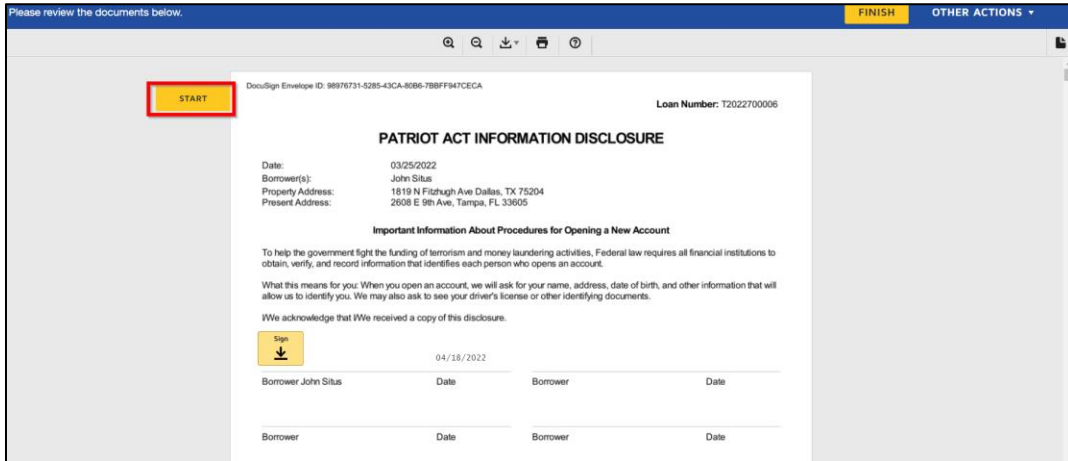 Please review the documents below.
FINISH
OTHER ACTIONS
START
DocuSign Envelope ID: 98976731-5285-43CA-80B6-7BBFF947CECA
Loan Number: T2022700006
PATRIOT ACT INFORMATION DISCLOSURE
Date: 03/25/2022
Borrower(s): John Situs
Property Address: 1819 N Fitzhugh Ave Dallas, TX 75204
Present Address: 2608 E 9th Ave, Tampa, FL 33605
Important Information About Procedures for Opening a New Account
To help the government fight the funding of terrorism and money laundering activities, Federal law requires all financial institutions to
obtain, verify, and record information that identifies each person who opens an account.
What this means for you: When you open an account, we will ask for your name, address, date of birth, and other information that will
allow us to identify you. We may also ask to see your driver's license or other identifying documents.
I/We acknowledge that I/We received a copy of this disclosure.
Sign
04/18/2022
Borrower John Situs Date Borrower Date
Borrower Date Borrower Date